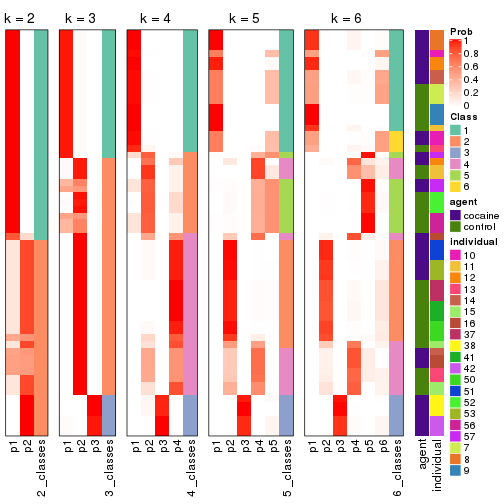 k = 2
k = 3
k = 4
k = 5
k = 6
p1
p2
2_classes
p1
p2
p3
3_classes
p1
p2
p3
p4
4_classes
p1
p2
p3
p4
p5
5_classes
p1
p2
p3
p4
p5
p6
6_classes
agent
individual
Prob
1
0.8
0.6
0.4
0.2
0
Class
1
2
3
4
5
6
agent
cocaine
control
individual
10
11
12
13
14
15
16
37
38
41
42
50
51
52
53
56
57
7
8
9